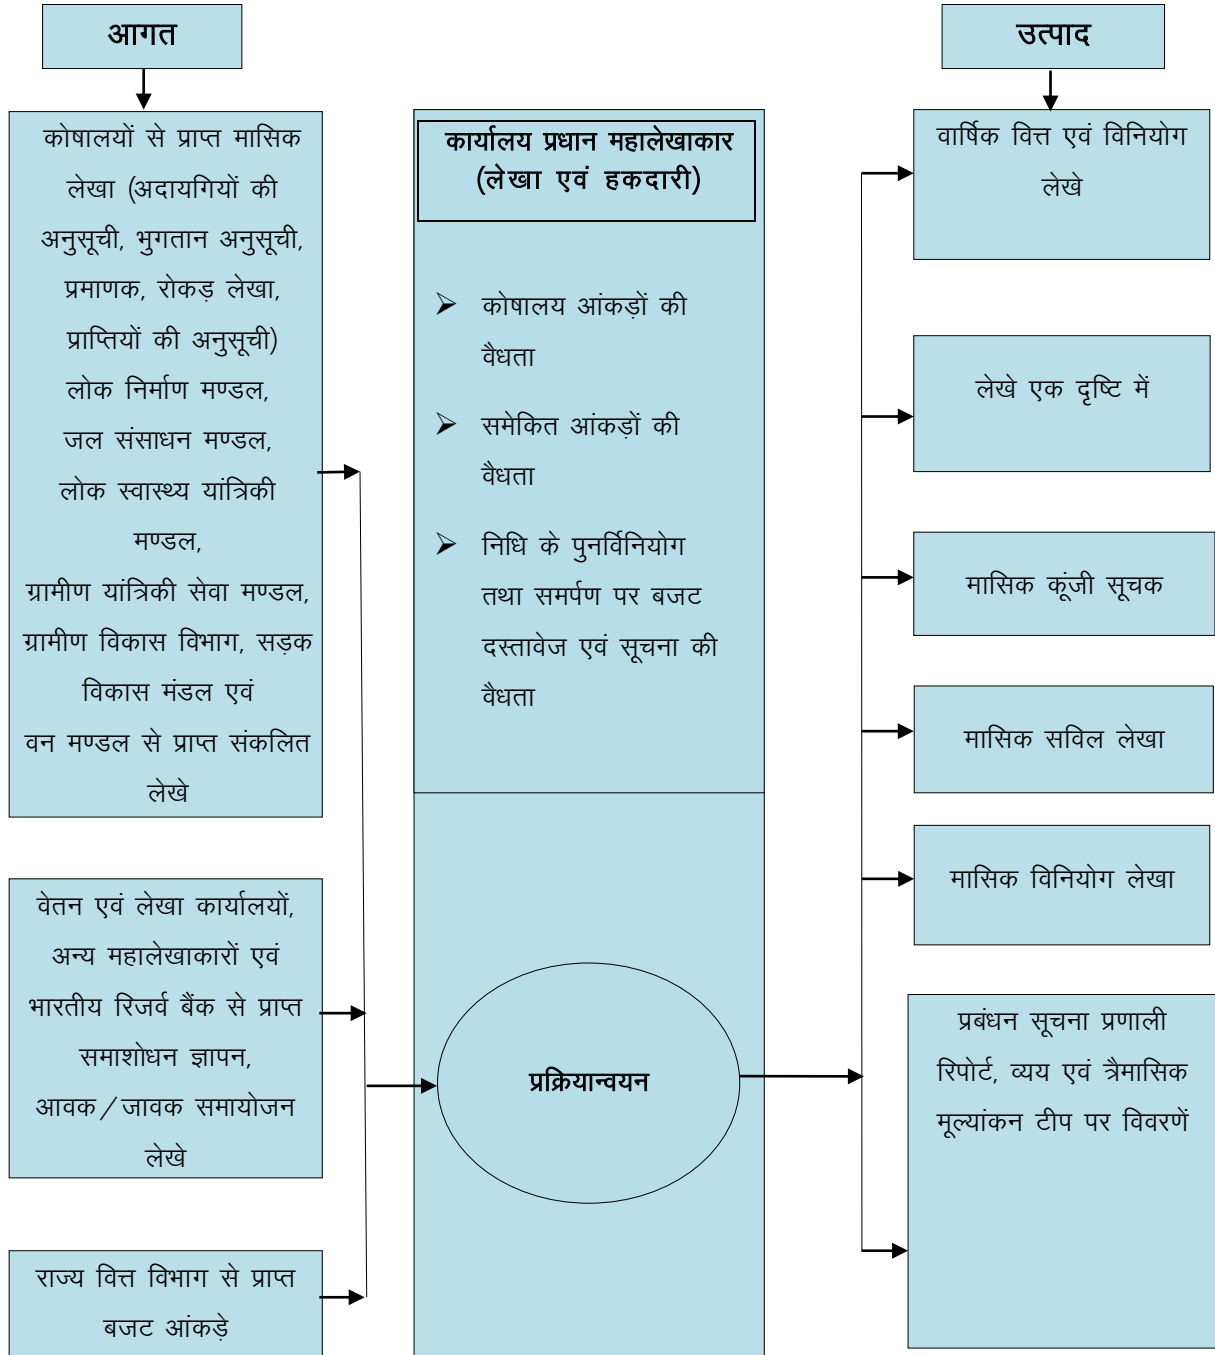 आगत
कोषालयों से प्राप्त मासिक
लेखा (अदायगियों की
अनुसूची, भुगतान अनुसूची,
प्रमाणक, रोकड़ लेखा,
प्राप्तियों की अनुसूची)
लोक निर्माण मण्डल,
जल संसाधन मण्डल,
लोक स्वास्थ्य यांत्रिकी
मण्डल,
ग्रामीण यांत्रिकी सेवा मण्डल,
ग्रामीण विकास विभाग, सड़क
विकास मंडल एवं
वन मण्डल से प्राप्त संकलित
लेखे
वेतन एवं लेखा कार्यालयों,
अन्य महालेखाकारों एवं
भारतीय रिजर्व बैंक से प्राप्त
समाशोधन ज्ञापन,
आवक/जावक समायोजन
लेखे
राज्य वित्त विभाग से प्राप्त
बजट आंकड़े
कार्यालय प्रधान महालेखाकार
(लेखा एवं हकदारी)
➢ कोषालय आंकड़ों की
वैधता
➢ समेकित आंकड़ों की
वैधता
➢ निधि के पुनर्विनियोग
तथा समर्पण पर बजट
दस्तावेज एवं सूचना की
वैधता
प्रक्रियान्वयन
उत्पाद
वार्षिक वित्त एवं विनियोग
लेखे
लेखे एक दृष्टि में
मासिक कूंजी सूचक
मासिक सविल लेखा
मासिक विनियोग लेखा
प्रबंधन सूचना प्रणाली
रिपोर्ट, व्यय एवं त्रैमासिक
मूल्यांकन टीप पर विवरणें